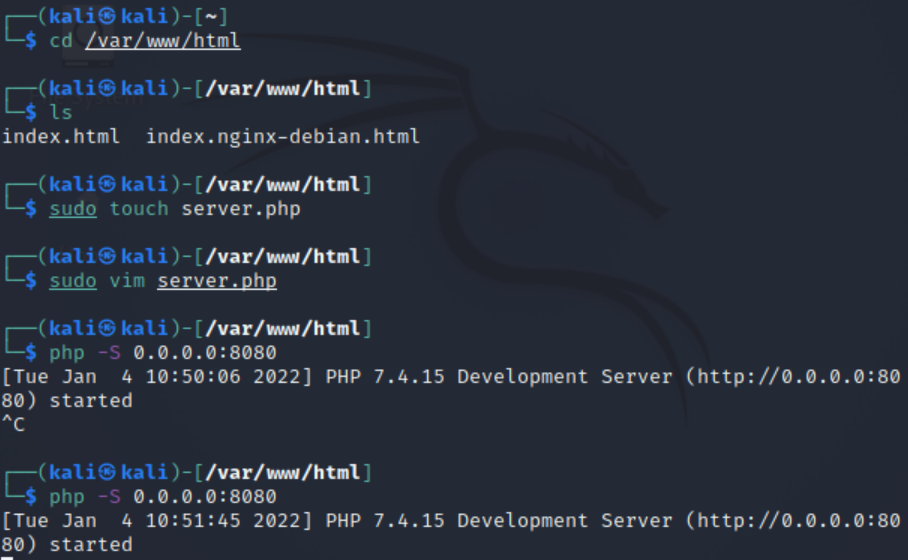 ┌──(kali㉿kali)-[~]
└─$ cd /var/www/html
┌──(kali㉿kali)-[/var/www/html]
└─$ ls
index.html  index.nginx-debian.html
┌──(kali㉿kali)-[/var/www/html]
└─$ sudo touch server.php
┌──(kali㉿kali)-[/var/www/html]
└─$ sudo vim server.php
┌──(kali㉿kali)-[/var/www/html]
└─$ php -S 0.0.0.0:8080
[Tue Jan  4 10:50:06 2022] PHP 7.4.15 Development Server (http://0.0.0.0:80
80) started
^C
┌──(kali㉿kali)-[/var/www/html]
└─$ php -S 0.0.0.0:8080
[Tue Jan  4 10:51:45 2022] PHP 7.4.15 Development Server (http://0.0.0.0:80
80) started